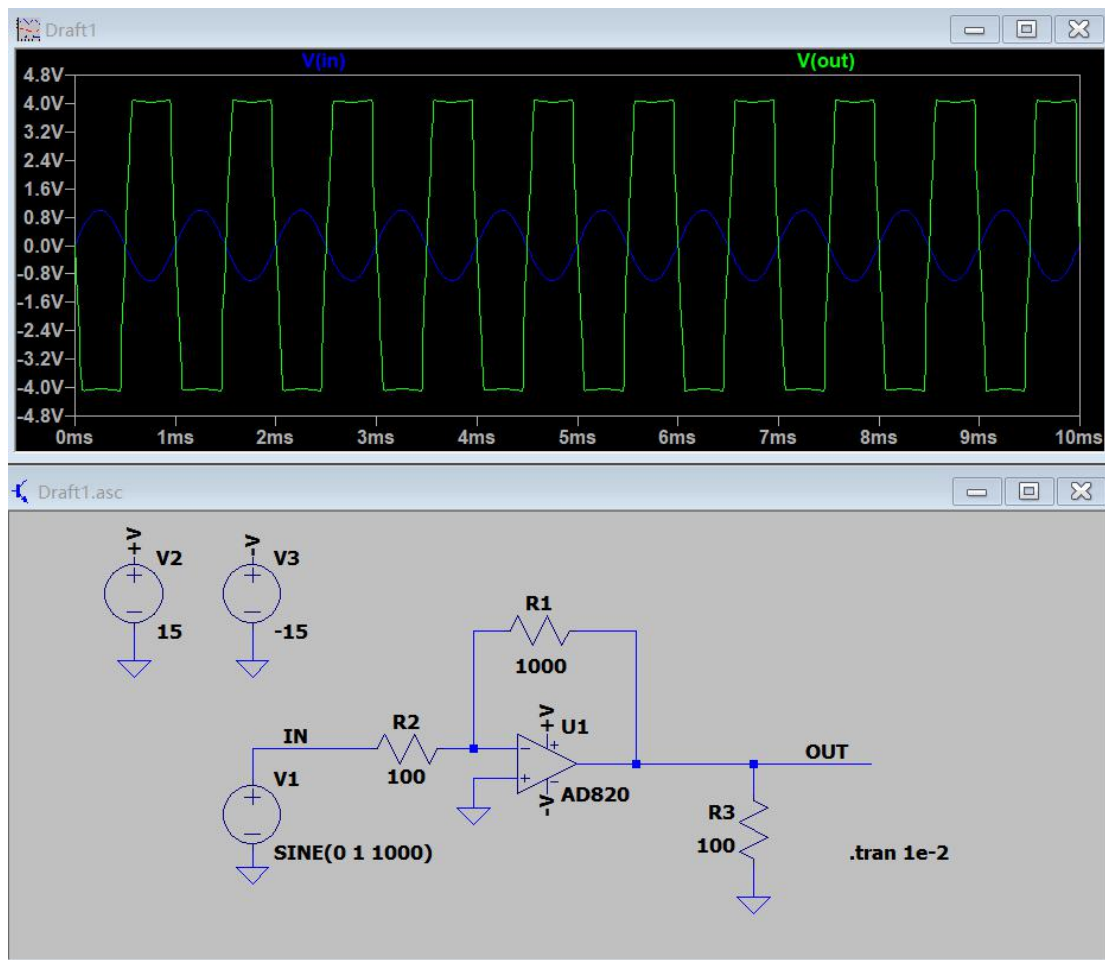 Draft1
V(in) V(out)
4.8V
4.0V
3.2V
2.4V
1.6V
0.8V
0.0V
-0.8V
-1.6V
-2.4V
-3.2V
-4.0V
-4.8V
0ms 1ms 2ms 3ms 4ms 5ms 6ms 7ms 8ms 9ms 10ms
Draft1.asc
+V -V
V2 V3
15 -15
R1
1000
R2
100
IN
+V
U1
AD820
-V
OUT
V1
SINE(0 1 1000)
R3
100
.tran 1e-2